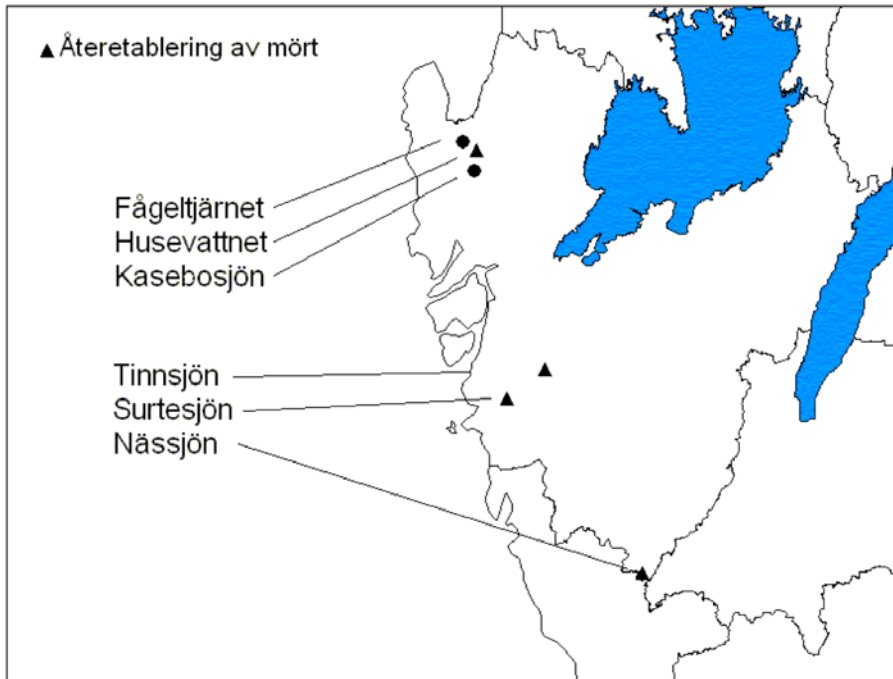 ▲ Återetablering av mört
Fågeltjärnet
Husevattnet
Kasebosjön
Tinnsjön
Surtesjön
Nässjön